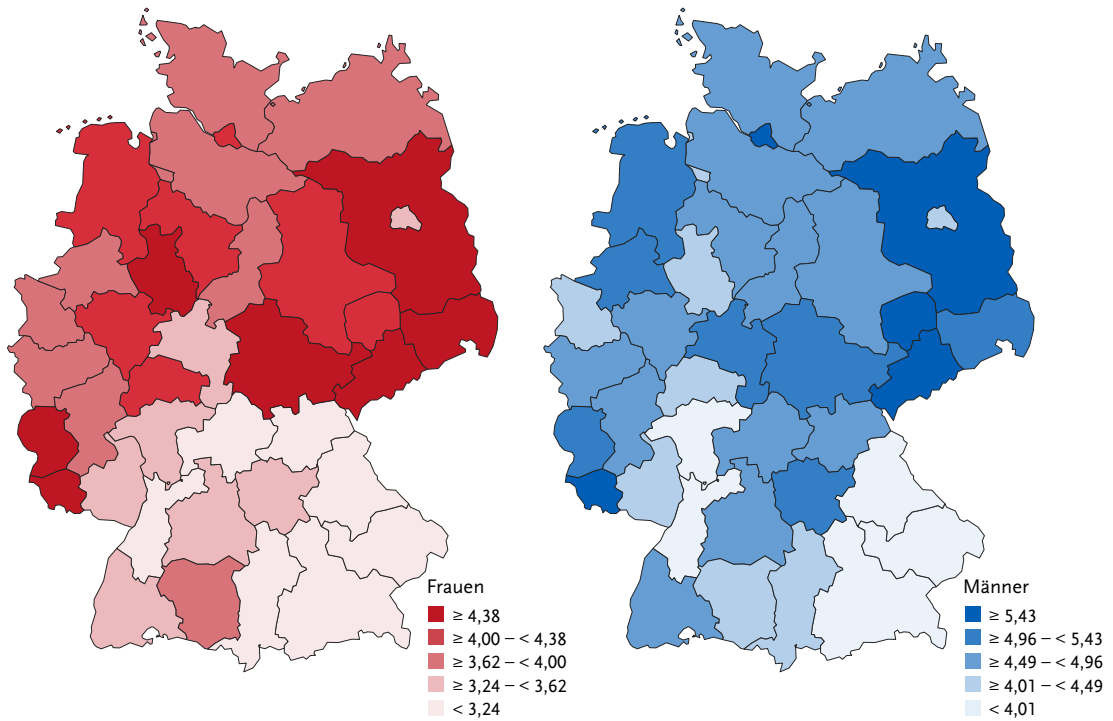 Frauen
≥ 4,38
≥ 4,00 – < 4,38
≥ 3,62 – < 4,00
≥ 3,24 – < 3,62
< 3,24
Männer
≥ 5,43
≥ 4,96 – < 5,43
≥ 4,49 – < 4,96
≥ 4,01 – < 4,49
< 4,01